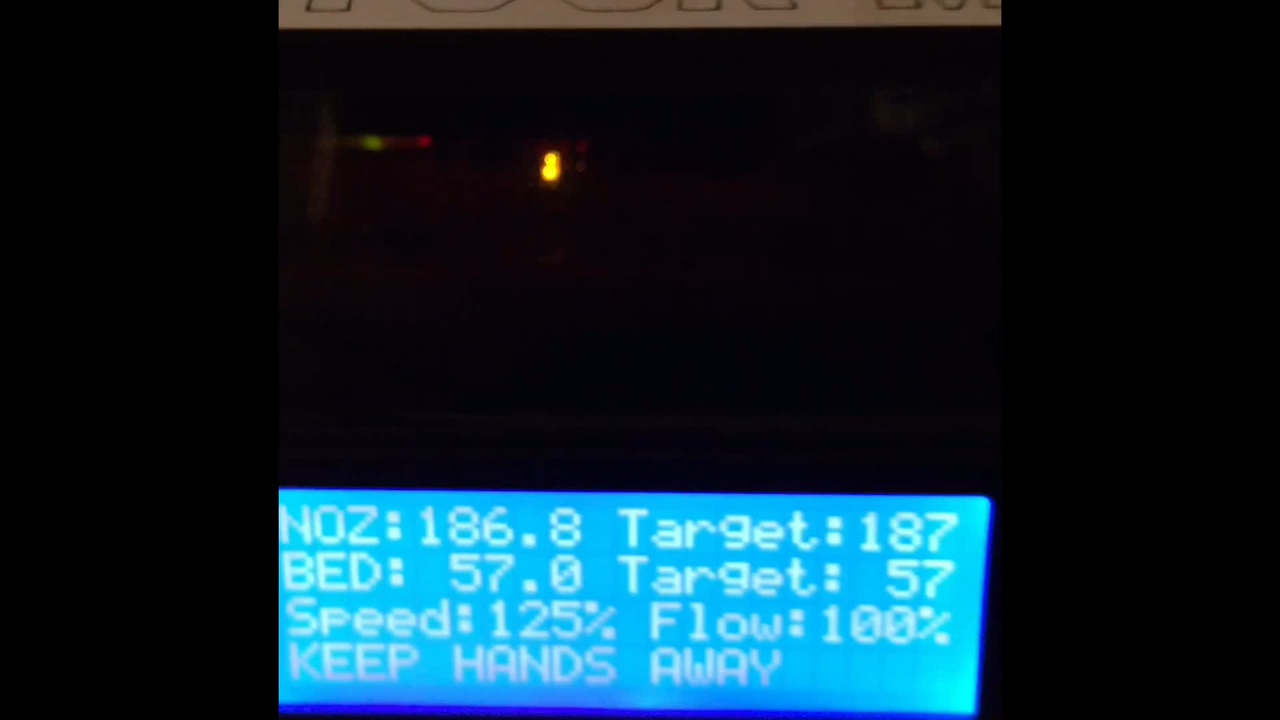 NOZ:186.8 Target:187
BED: 57.0 Target: 57
Speed:125% Flow:100%
KEEP HANDS AWAY